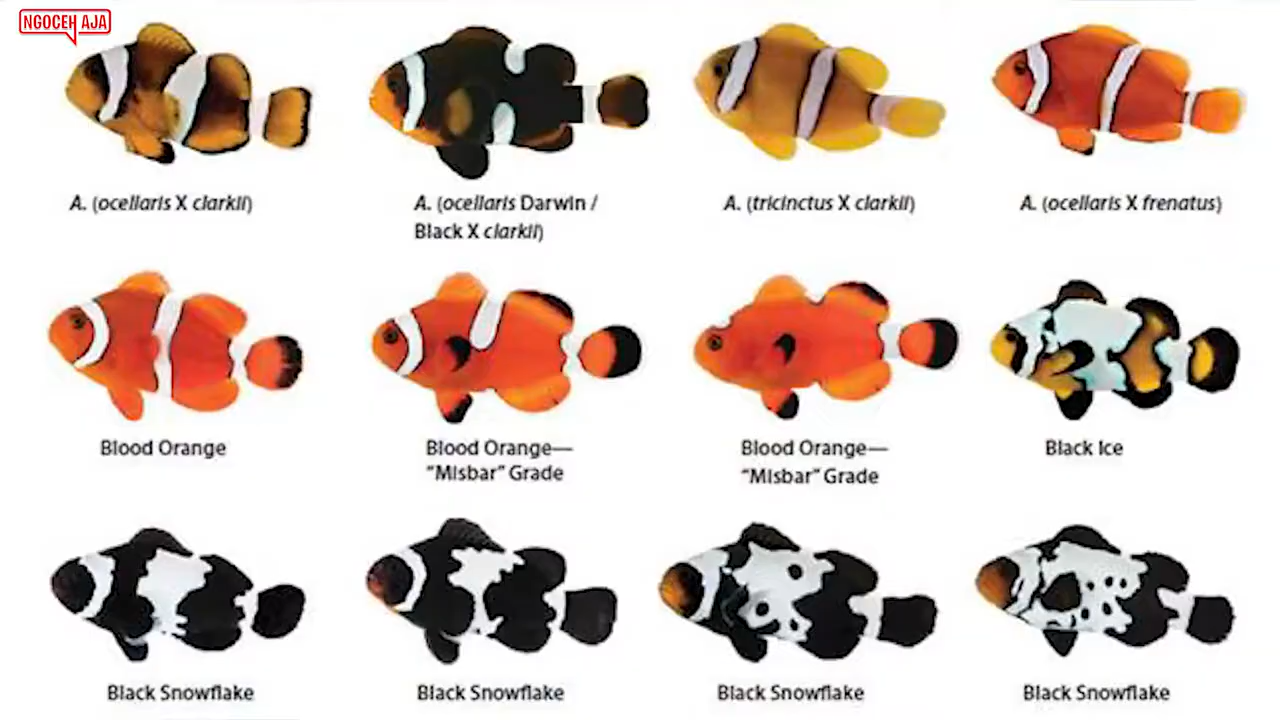 NGOCEH AJA
A. (ocellaris X clarkii)
A. (ocellaris Darwin /
Black X clarkii)
A. (tricinctus X clarkii)
A. (ocellaris X frenatus)
Blood Orange
Blood Orange—
“Misbar” Grade
Blood Orange—
“Misbar” Grade
Black Ice
Black Snowflake
Black Snowflake
Black Snowflake
Black Snowflake